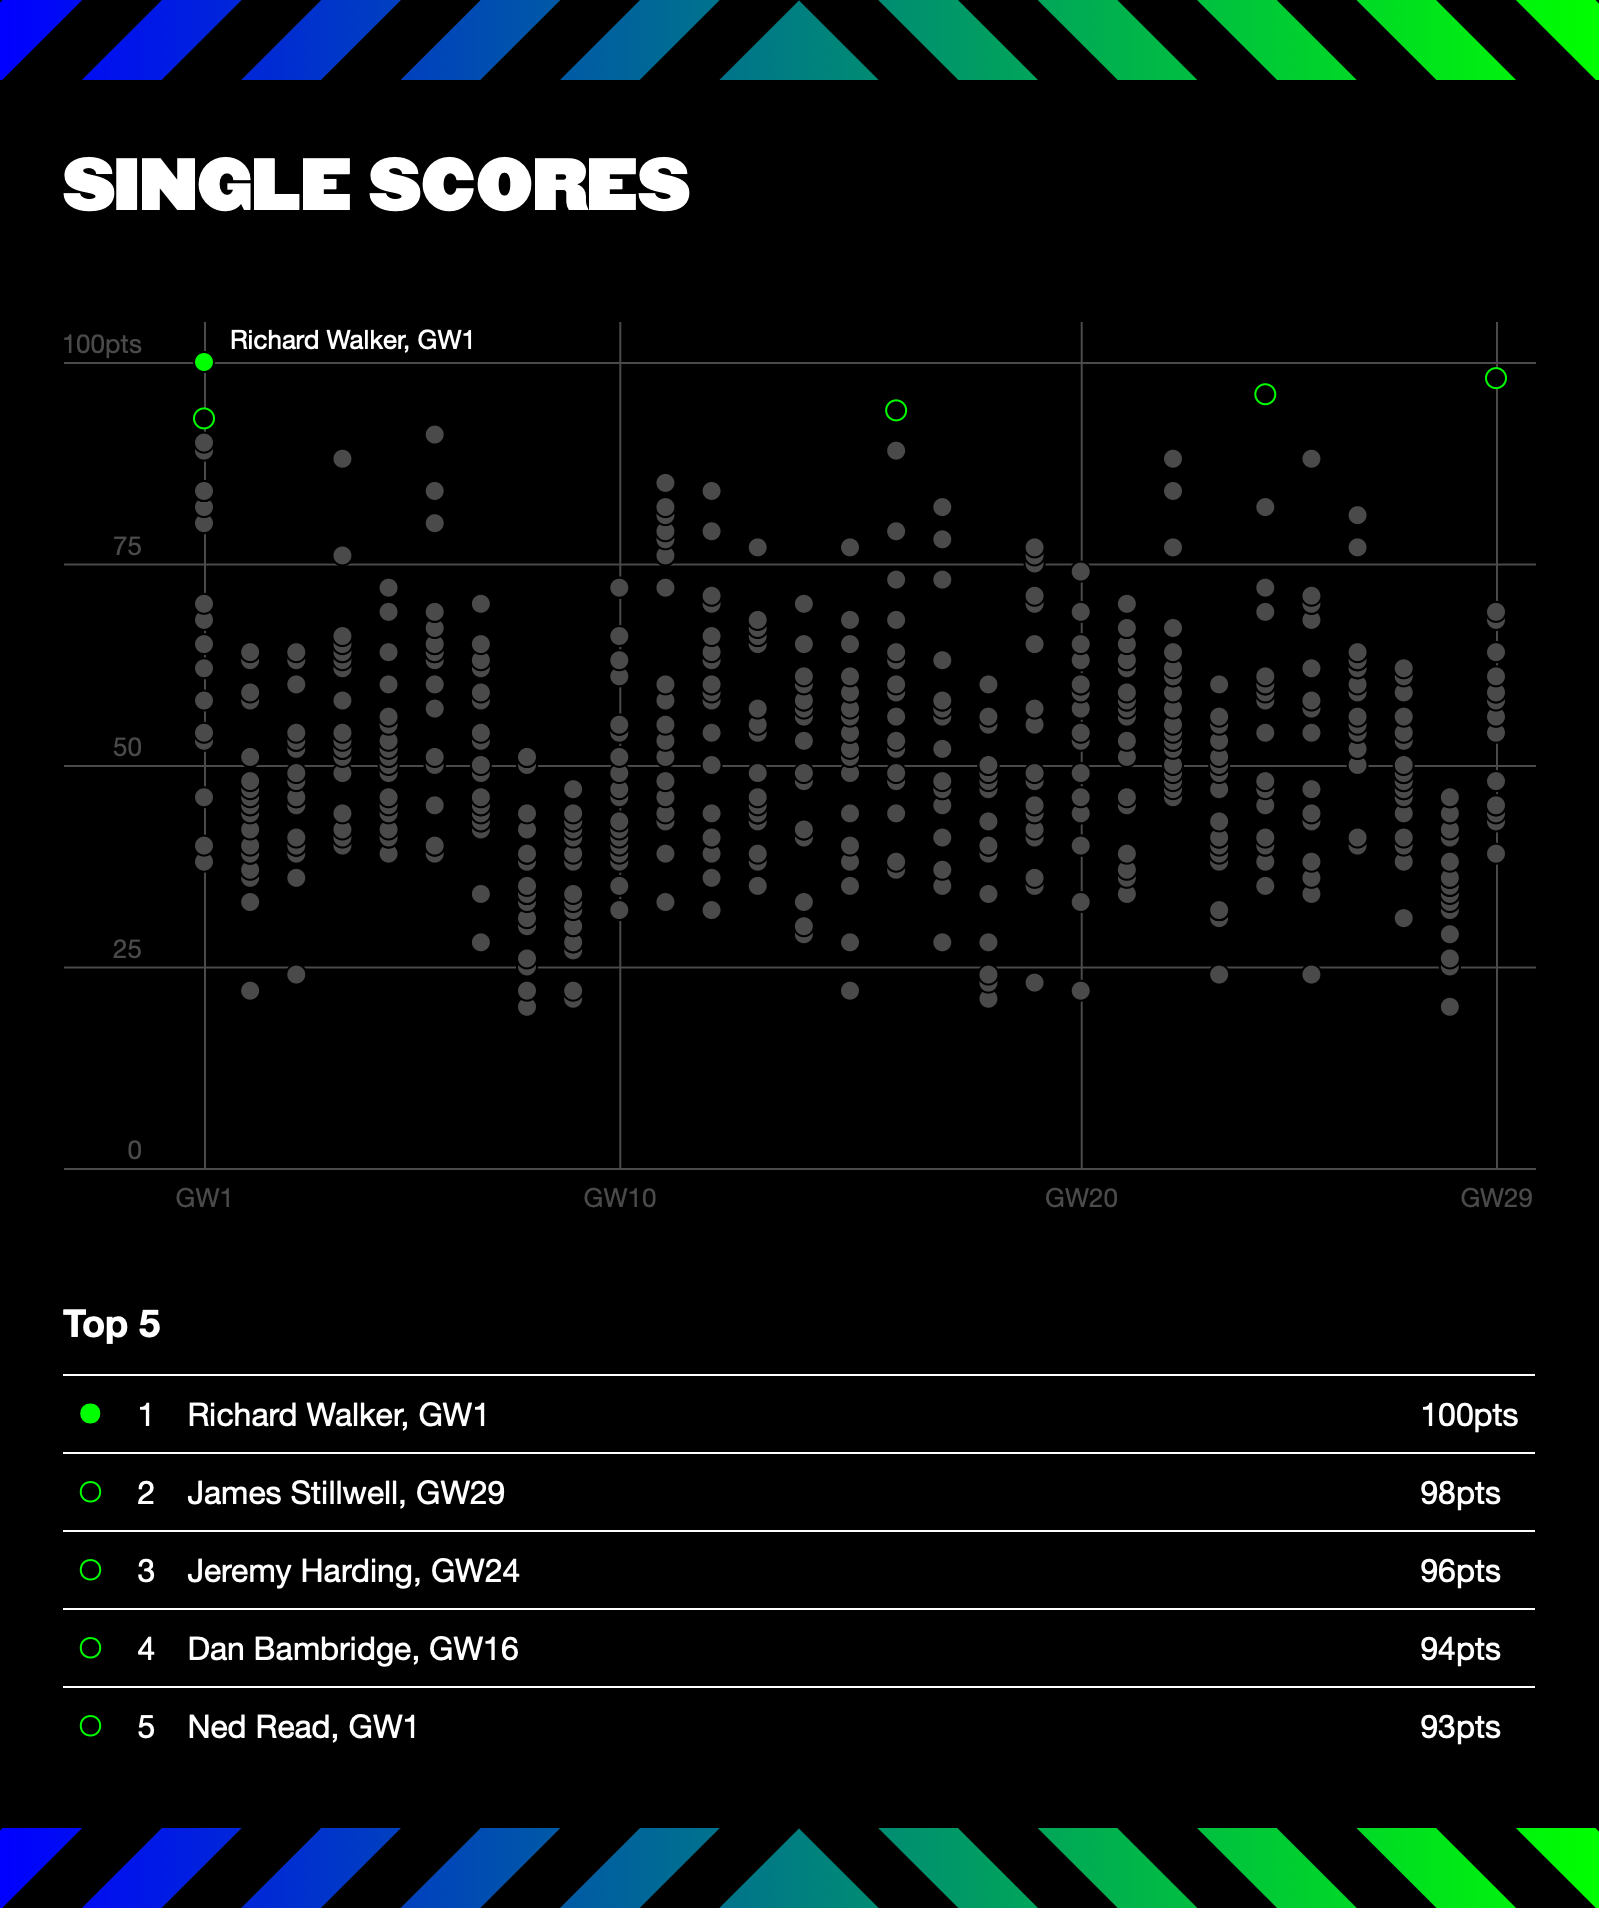 SINGLE SCORES
Richard Walker, GW1
100pts
75
50
25
0
GW1 GW10 GW20 GW29
Top 5
1 Richard Walker, GW1 100pts
2 James Stillwell, GW29 98pts
3 Jeremy Harding, GW24 96pts
4 Dan Bambridge, GW16 94pts
5 Ned Read, GW1 93pts